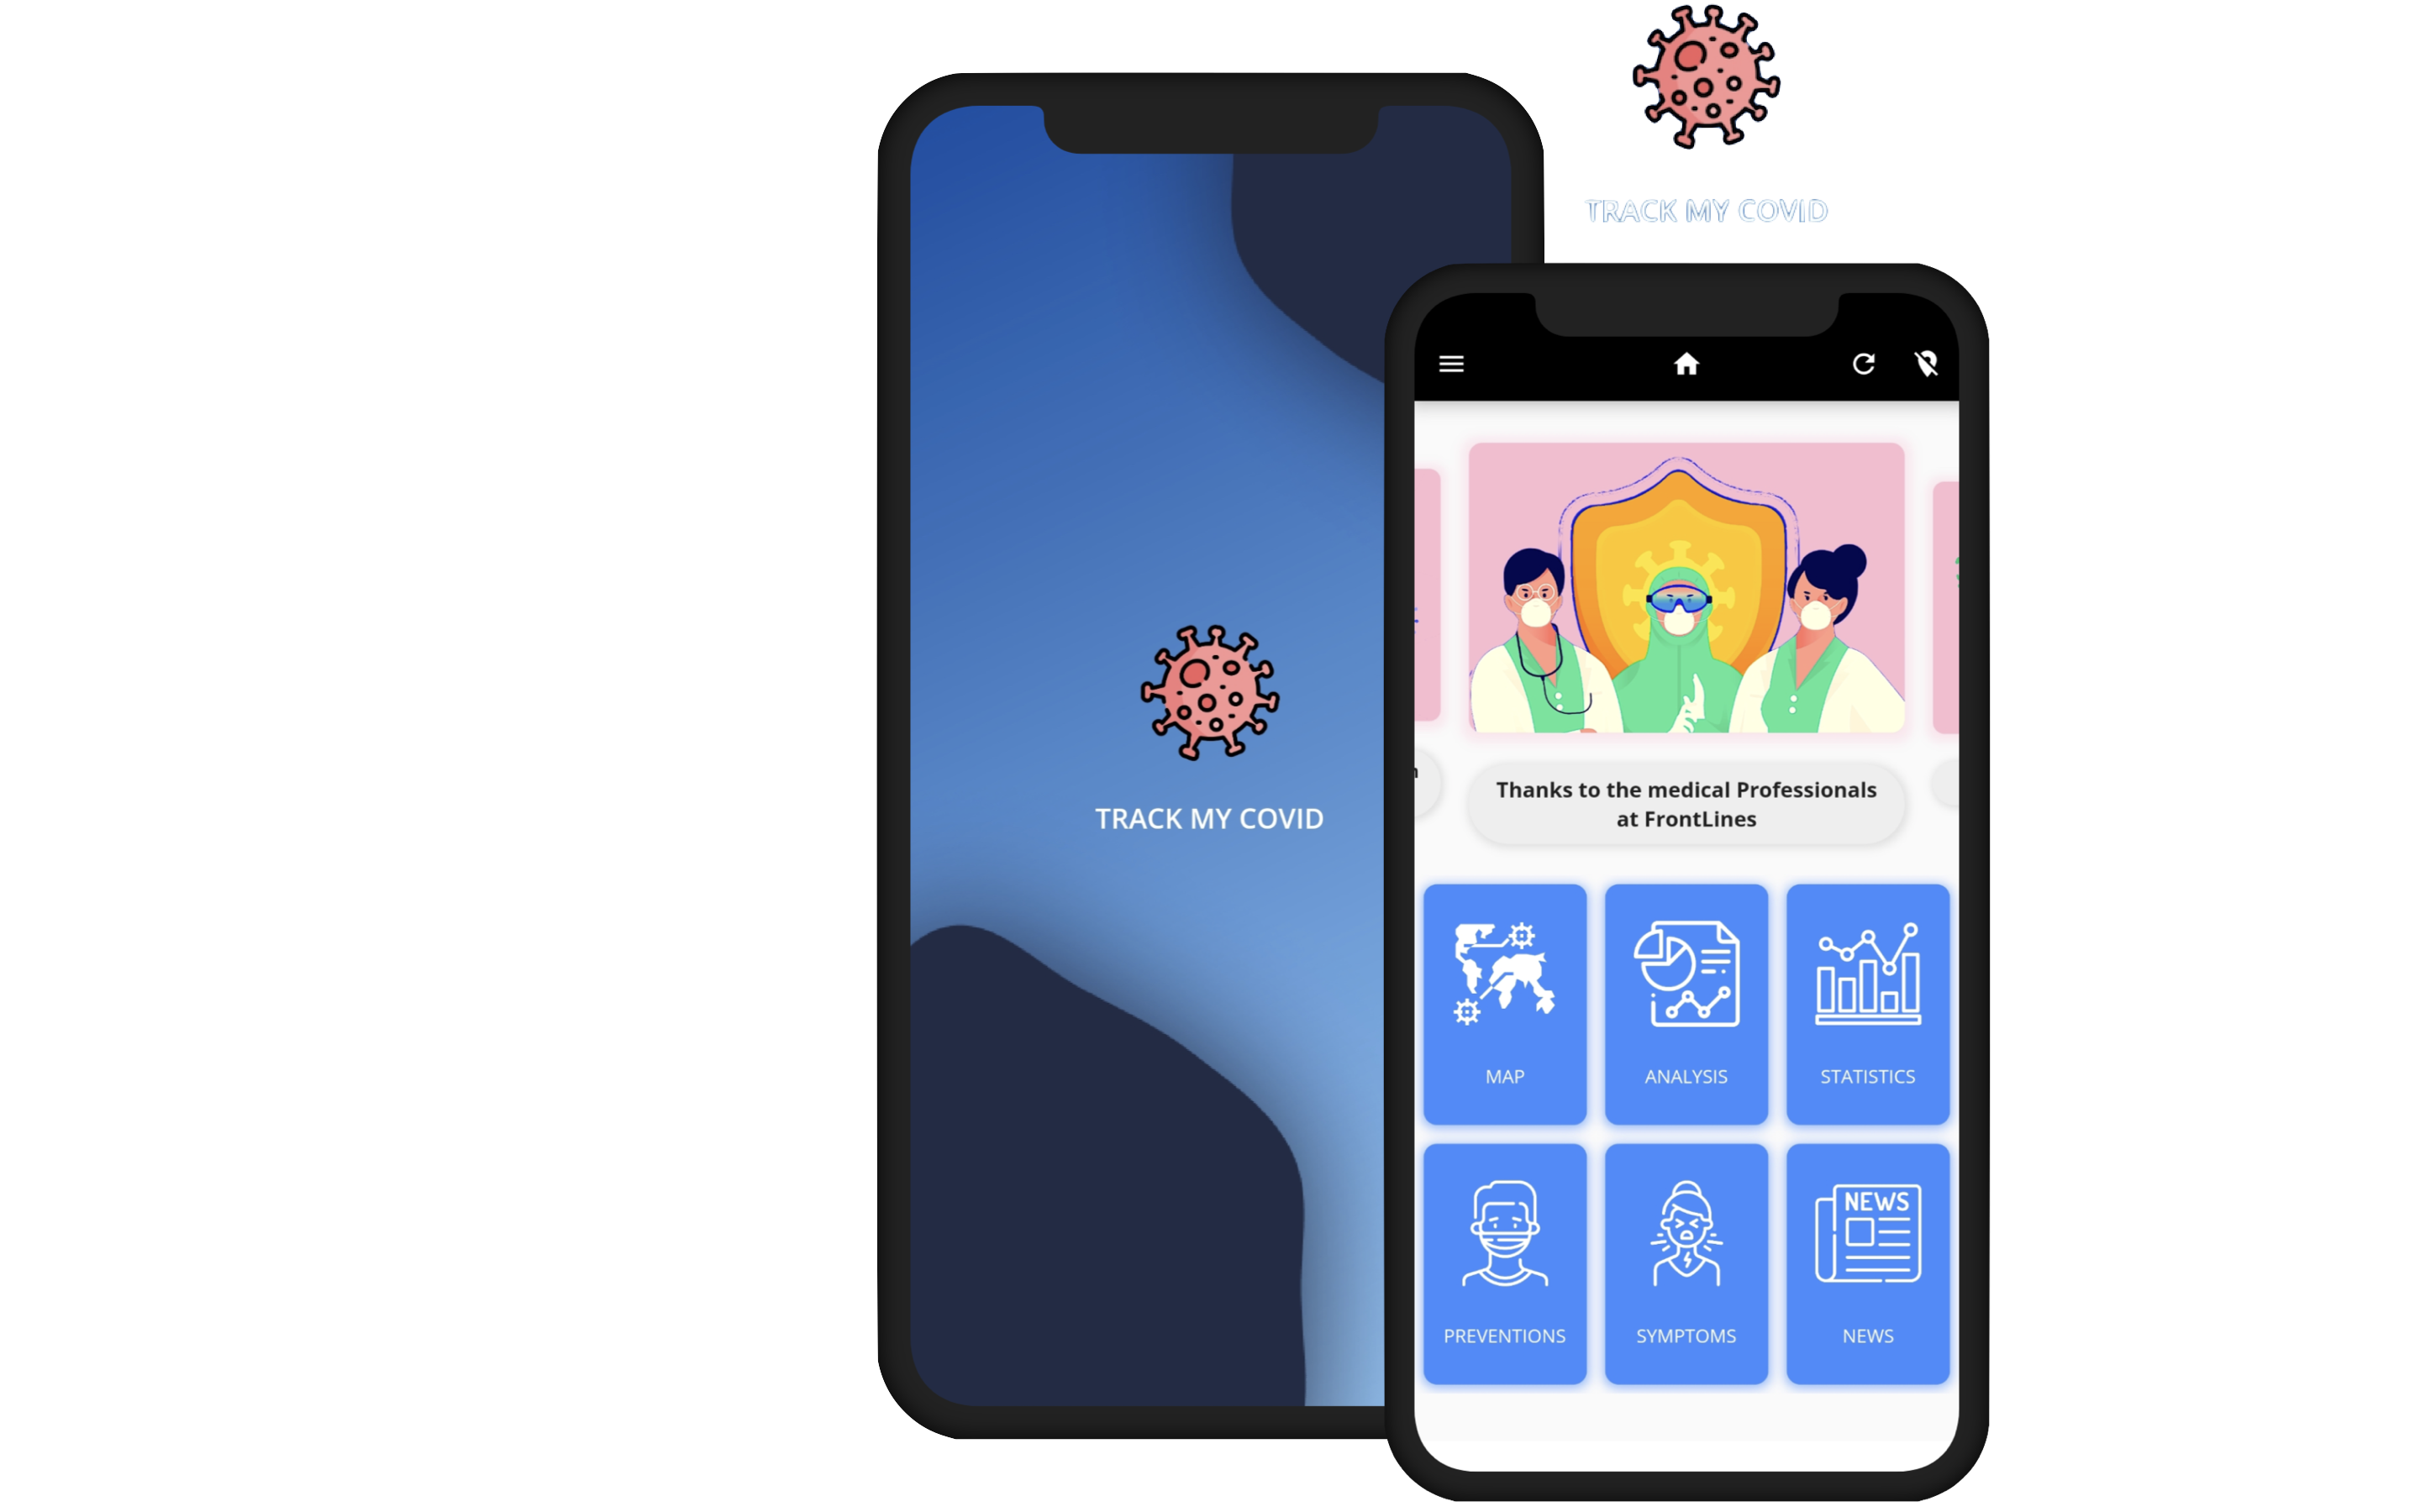 TRACK MY COVID
TRACK MY COVID
Thanks to the medical Professionals
at FrontLines
MAP
ANALYSIS
STATISTICS
NEWS
PREVENTIONS
SYMPTOMS
NEWS